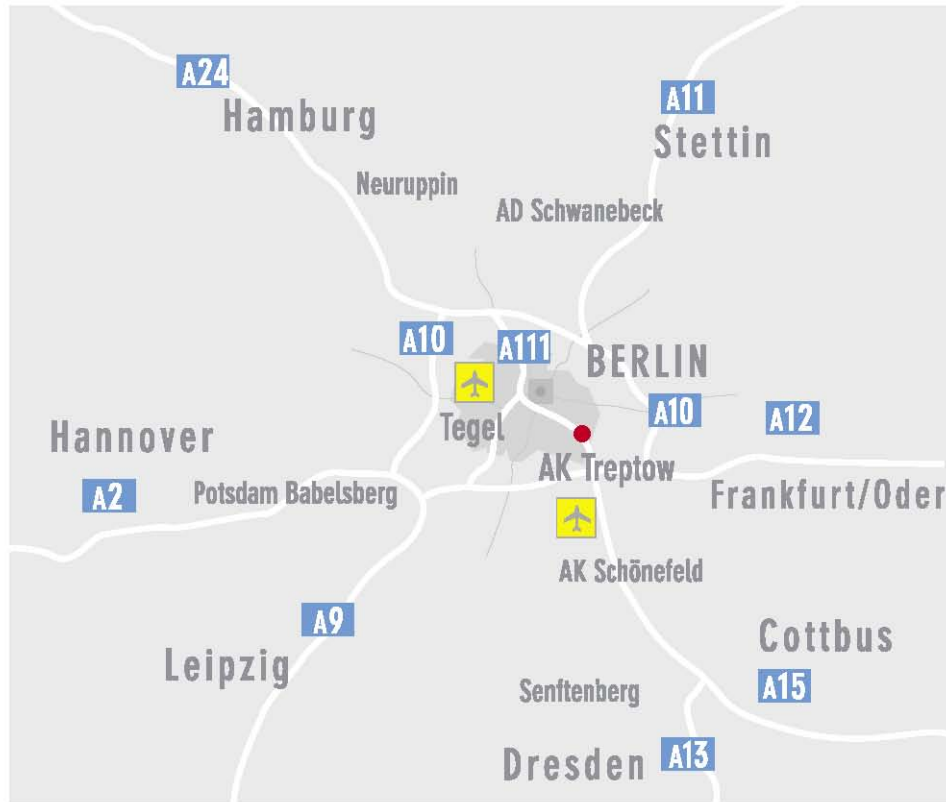 A24
Hamburg
A11
Stettin
Neuruppin
AD Schwanebeck
A10
A111
BERLIN
Tegel
A10
A12
Hannover
A2
Potsdam Babelsberg
AK Treptow
Frankfurt/Oder
AK Schönefeld
A9
Leipzig
Cottbus
A15
Senftenberg
Dresden
A13